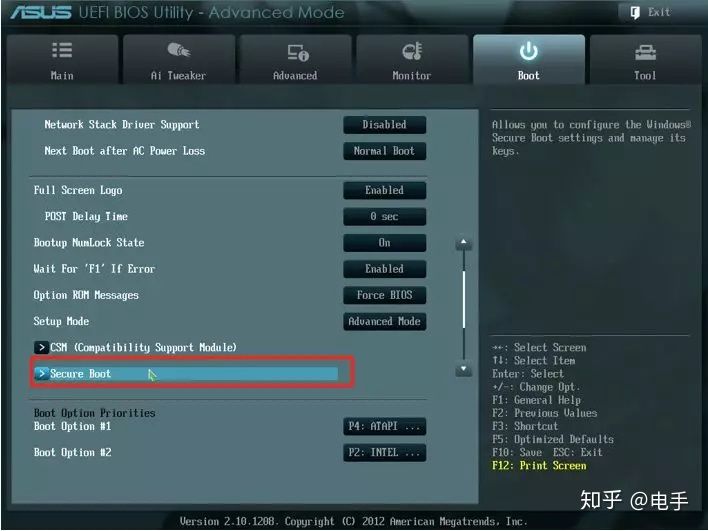 ASUS UEFI BIOS Utility - Advanced Mode
Exit
Main
Ai Tweaker
Advanced
Monitor
Boot
Tool
Network Stack Driver Support Disabled
Next Boot after AC Power Loss Normal Boot
Full Screen Logo Enabled
POST Delay Time 0 sec
Bootup NumLock State On
Wait For 'F1' If Error Enabled
Option ROM Messages Force BIOS
Setup Mode Advanced Mode
> CSM (Compatibility Support Module)
> Secure Boot
Boot Option Priorities
Boot Option #1 P4: ATAPI ...
Boot Option #2 P2: INTEL ...
Allows you to configure the Windows®
Secure Boot settings and manage its
keys.
→←: Select Screen
↑↓: Select Item
Enter: Select
+/-: Change Opt.
F1: General Help
F2: Previous Values
F3: Shortcut
F5: Optimized Defaults
F10: Save ESC: Exit
F12: Print Screen
知乎 @电手
Version 2.10.1208. Copyright (C) 2012 American Megatrends, Inc.